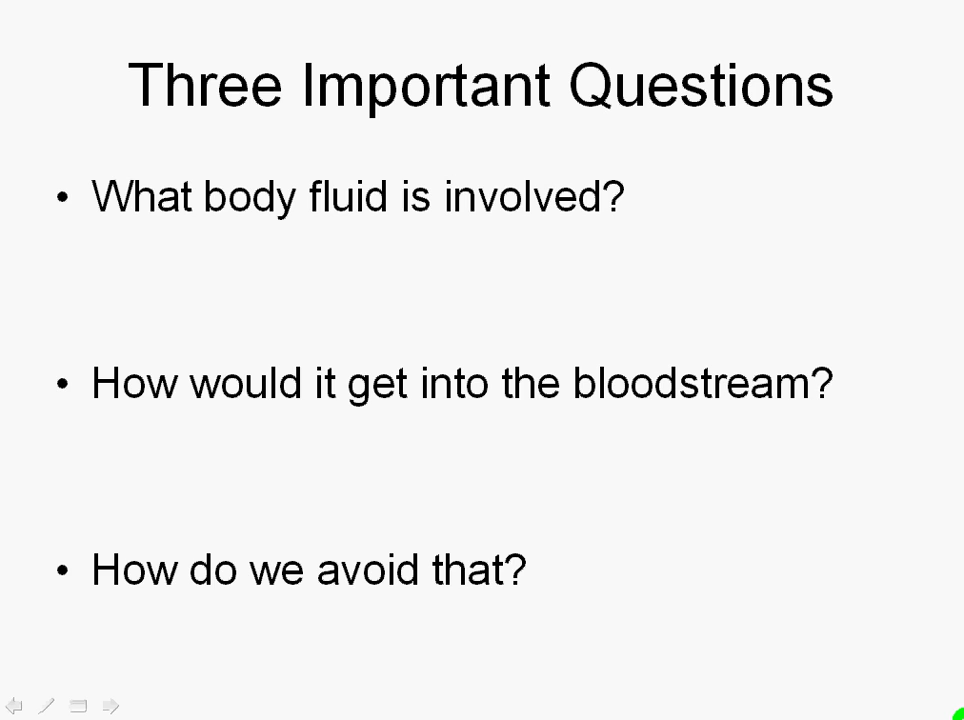 Three Important Questions
• What body fluid is involved?
• How would it get into the bloodstream?
• How do we avoid that?